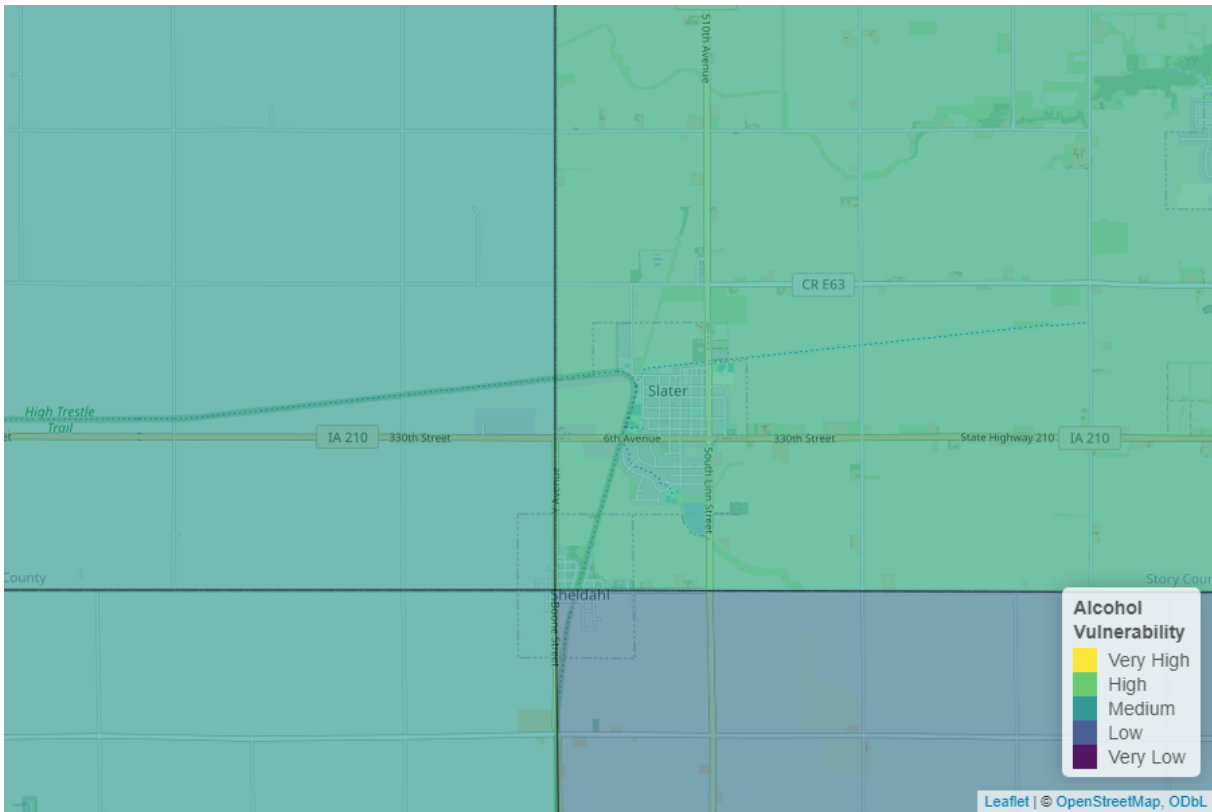 510th Avenue
CR E63
Slater
High Trestle
Trail
IA 210
330th Street
6th Avenue
330th Street
State Highway 210
IA 210
South Linn Street
Y Avenue
County
Story Coun
Sheldahl
Boone Street
Alcohol
Vulnerability
Very High
High
Medium
Low
Very Low
Leaflet | © OpenStreetMap, ODbL